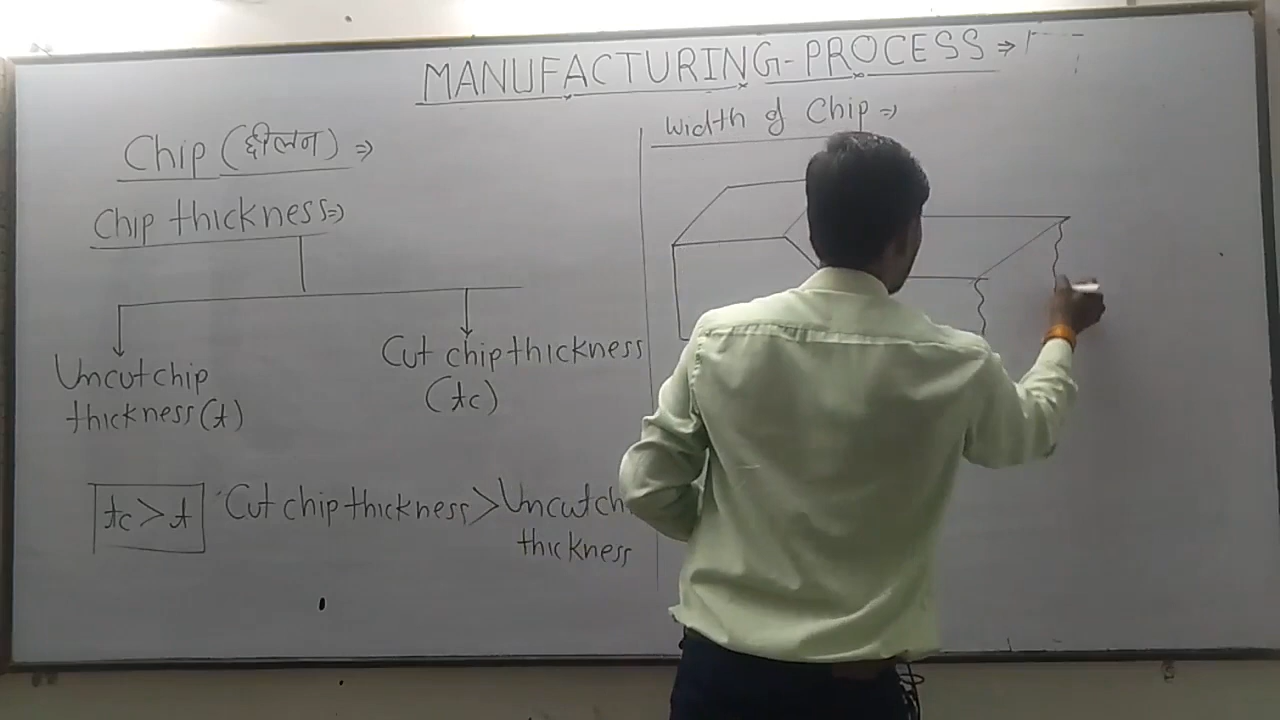 MANUFACTURING-PROCESS⇒
Chip (छीलन) ⇒
Chip thickness⇒
Uncut chip
thickness (t)
Cut chip thickness
(tc)
tc > t Cut chip thickness > Uncut
thickness
Width of Chip ⇒